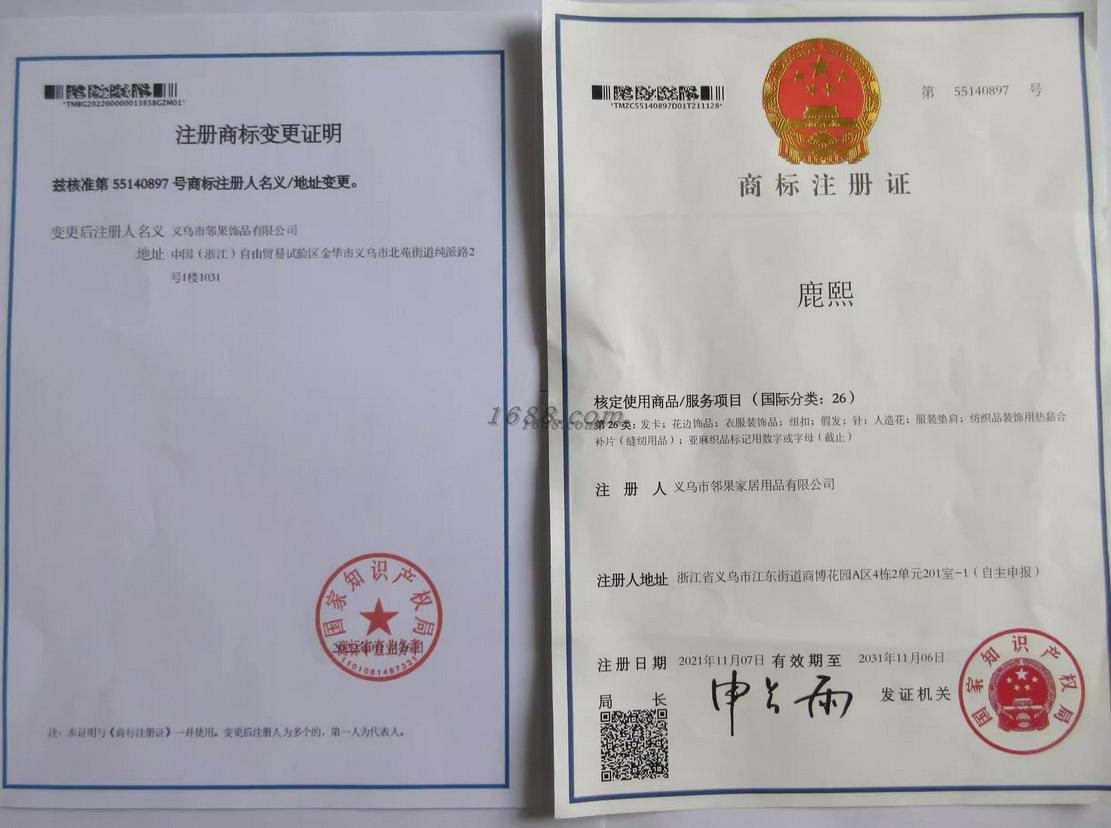 *TMBG20220000013858GZM01*
注册商标变更证明
兹核准第 55140897 号商标注册人名义/地址变更。
变更后注册人名义 义乌市邻果饰品有限公司
地址 中国（浙江）自由贸易试验区金华市义乌市北苑街道纯派路2
号1楼1031
国家知识产权局
商标审查业务章
1101081487331
注：本证明与《商标注册证》一并使用。变更后注册人为多个的，第一人为代表人。
*TMZC55140897D01T211128*
第 55140897 号
商标注册证
鹿熙
核定使用商品/服务项目（国际分类：26）
第26类：发卡；花边饰品；衣服装饰品；纽扣；假发；针；人造花；服装垫肩；纺织品装饰用热黏合
补片（缝纫用品）；亚麻织品标记用数字或字母（截止）
注 册 人 义乌市邻果家居用品有限公司
注册人地址 浙江省义乌市江东街道商博花园A区4栋2单元201室-1（自主申报）
注册日期 2021年11月07日 有效期至 2031年11月06日
局 长 申长雨 发证机关
国家知识产权局
1688.com
1688.com